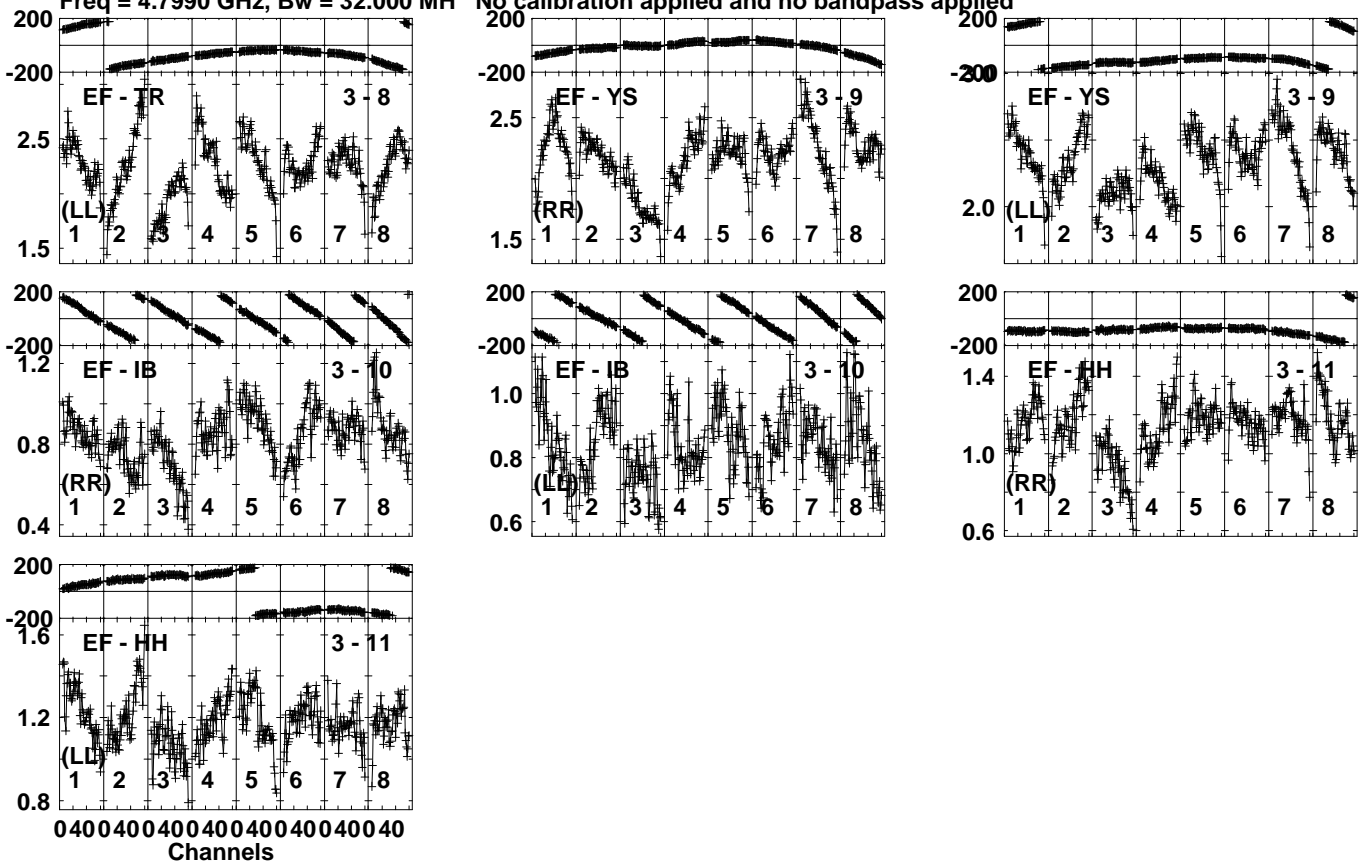 Freq = 4.7990 GHz, Bw = 32.000 MH No calibration applied and no bandpass applied
200
-200
EF - TR 3 - 8
2.5
(LL)
1.5
1 2 3 4 5 6 7 8
200
-200
EF - YS 3 - 9
2.5
(RR)
1.5
1 2 3 4 5 6 7 8
200
-200
3.0
EF - YS 3 - 9
2.0
(LL)
1 2 3 4 5 6 7 8
200
-200
1.2
EF - IB 3 - 10
0.8
(RR)
0.4
1 2 3 4 5 6 7 8
200
-200
EF - IB 3 - 10
1.0
0.8
(LL)
0.6
1 2 3 4 5 6 7 8
200
-200
1.4
EF - HH 3 - 11
1.0
(RR)
0.6
1 2 3 4 5 6 7 8
200
-200
1.6
EF - HH 3 - 11
1.2
(LL)
0.8
1 2 3 4 5 6 7 8
0 40 0 40 0 40 0 40 0 40 0 40 0 40 0 40
Channels